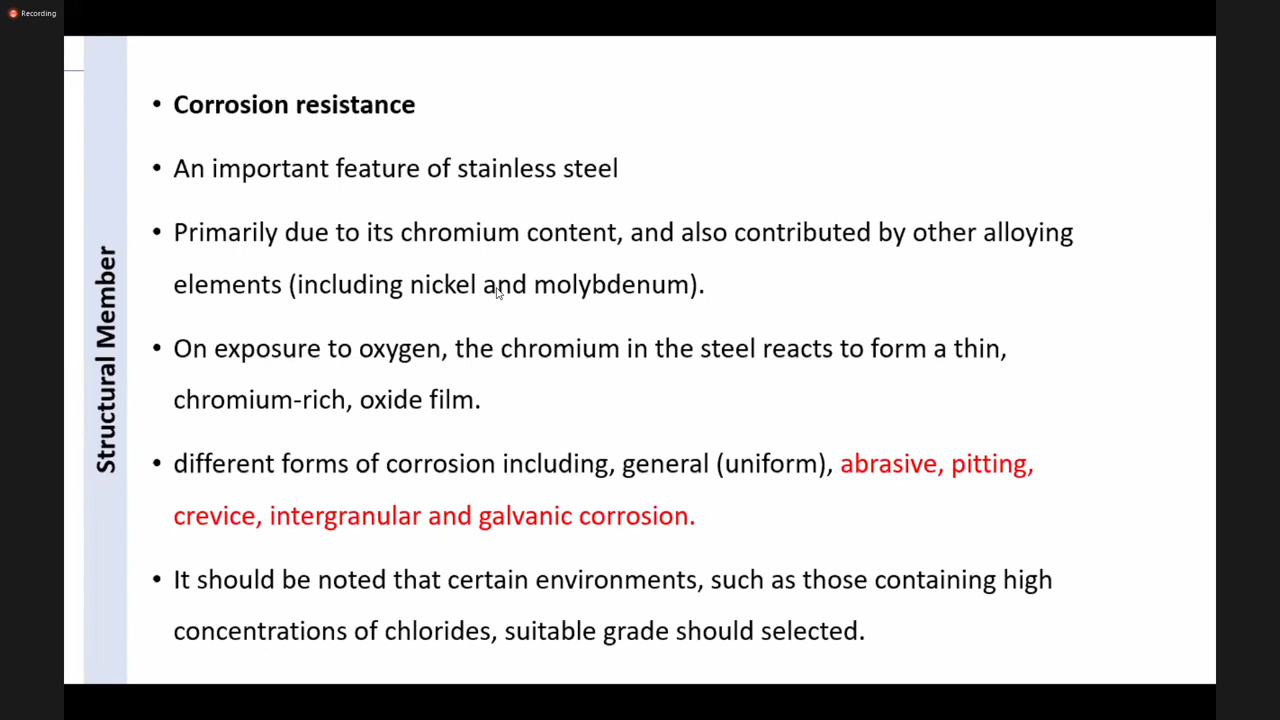 Recording
Structural Member
• Corrosion resistance
• An important feature of stainless steel
• Primarily due to its chromium content, and also contributed by other alloying
elements (including nickel and molybdenum).
• On exposure to oxygen, the chromium in the steel reacts to form a thin,
chromium-rich, oxide film.
• different forms of corrosion including, general (uniform), abrasive, pitting,
crevice, intergranular and galvanic corrosion.
• It should be noted that certain environments, such as those containing high
concentrations of chlorides, suitable grade should selected.